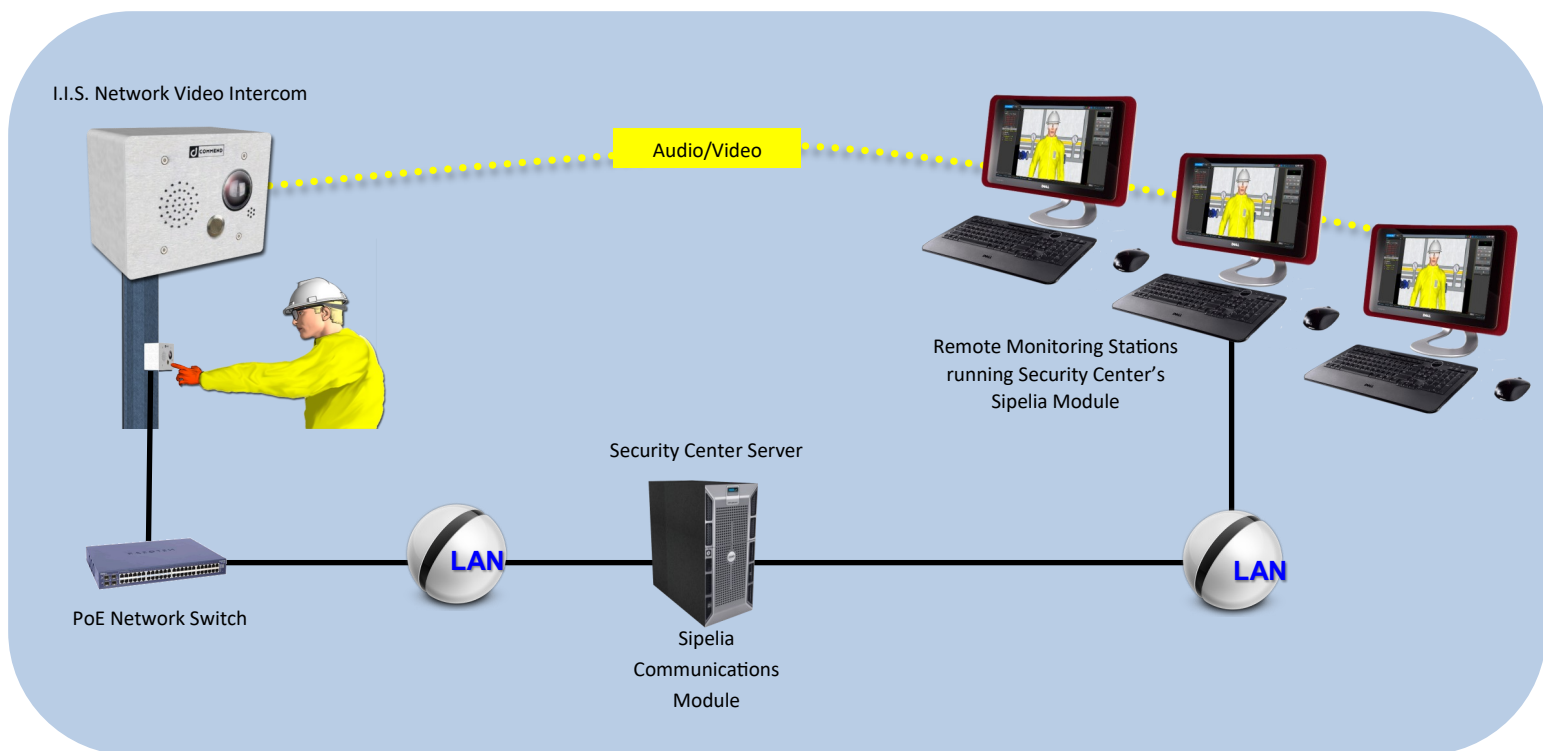 I.I.S. Network Video Intercom
COMMEND
Audio/Video
Remote Monitoring Stations
running Security Center's
Sipelia Module
Security Center Server
LAN
LAN
PoE Network Switch
Sipelia
Communications
Module